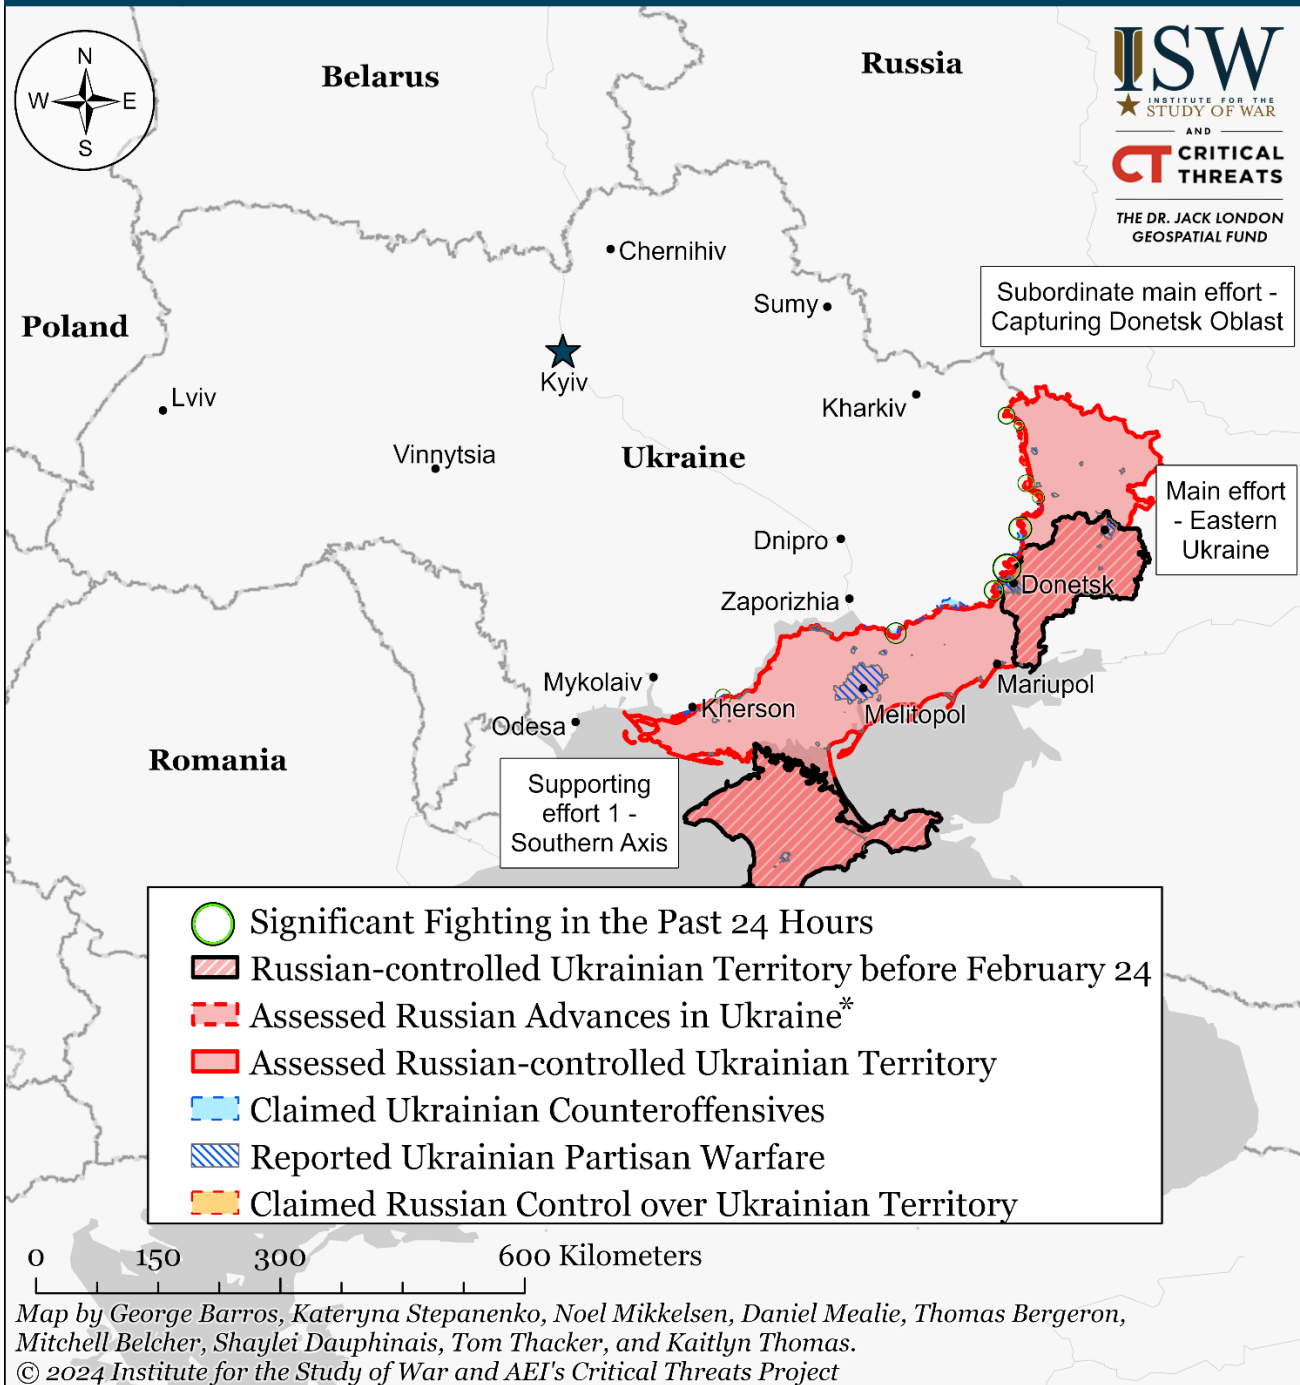 N
W
E
S
Belarus
Russia
ISW
INSTITUTE FOR THE
STUDY OF WAR
AND
CT CRITICAL
THREATS
THE DR. JACK LONDON
GEOSPATIAL FUND
Chernihiv
Sumy
Subordinate main effort -
Capturing Donetsk Oblast
Poland
Kyiv
Lviv
Kharkiv
Vinnytsia
Ukraine
Main effort
- Eastern
Ukraine
Dnipro
Donetsk
Zaporizhia
Mykolaiv
Mariupol
Kherson
Melitopol
Odesa
Romania
Supporting
effort 1 -
Southern Axis
Significant Fighting in the Past 24 Hours
Russian-controlled Ukrainian Territory before February 24
Assessed Russian Advances in Ukraine*
Assessed Russian-controlled Ukrainian Territory
Claimed Ukrainian Counteroffensives
Reported Ukrainian Partisan Warfare
Claimed Russian Control over Ukrainian Territory
0 150 300 600 Kilometers
Map by George Barros, Kateryna Stepanenko, Noel Mikkelsen, Daniel Mealie, Thomas Bergeron,
Mitchell Belcher, Shaylei Dauphinais, Tom Thacker, and Kaitlyn Thomas.
© 2024 Institute for the Study of War and AEI's Critical Threats Project